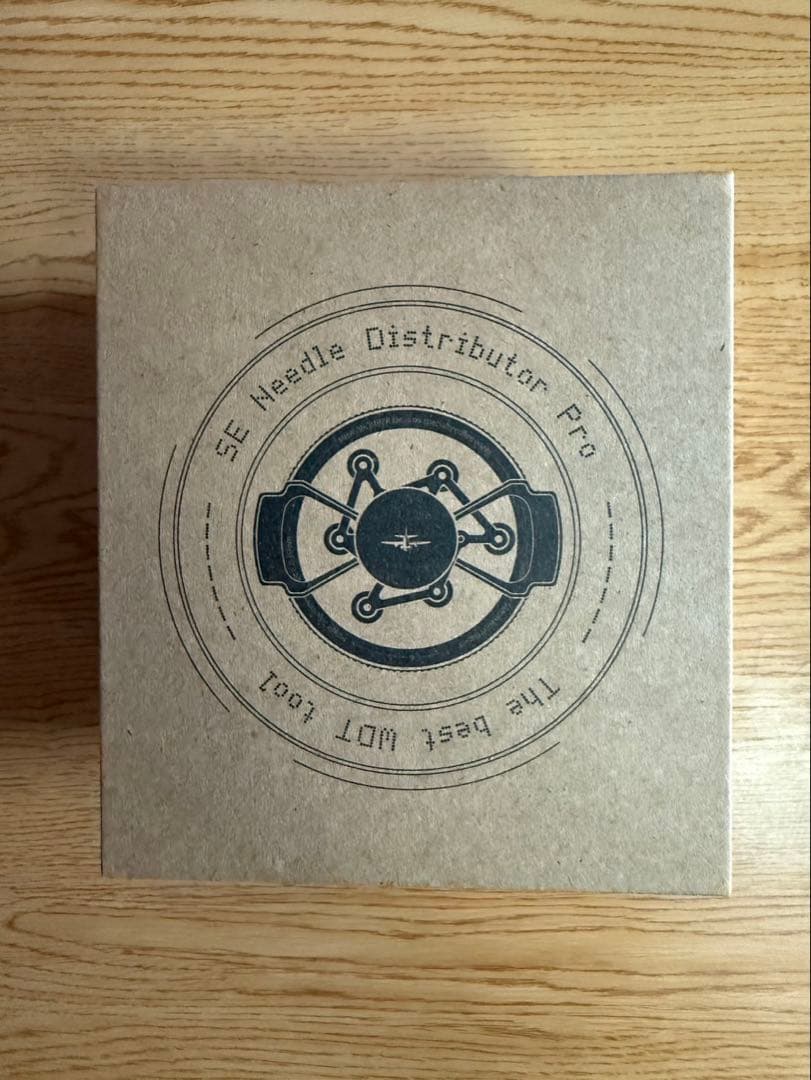 SE Needle Distributor Pro
The best WDT tool